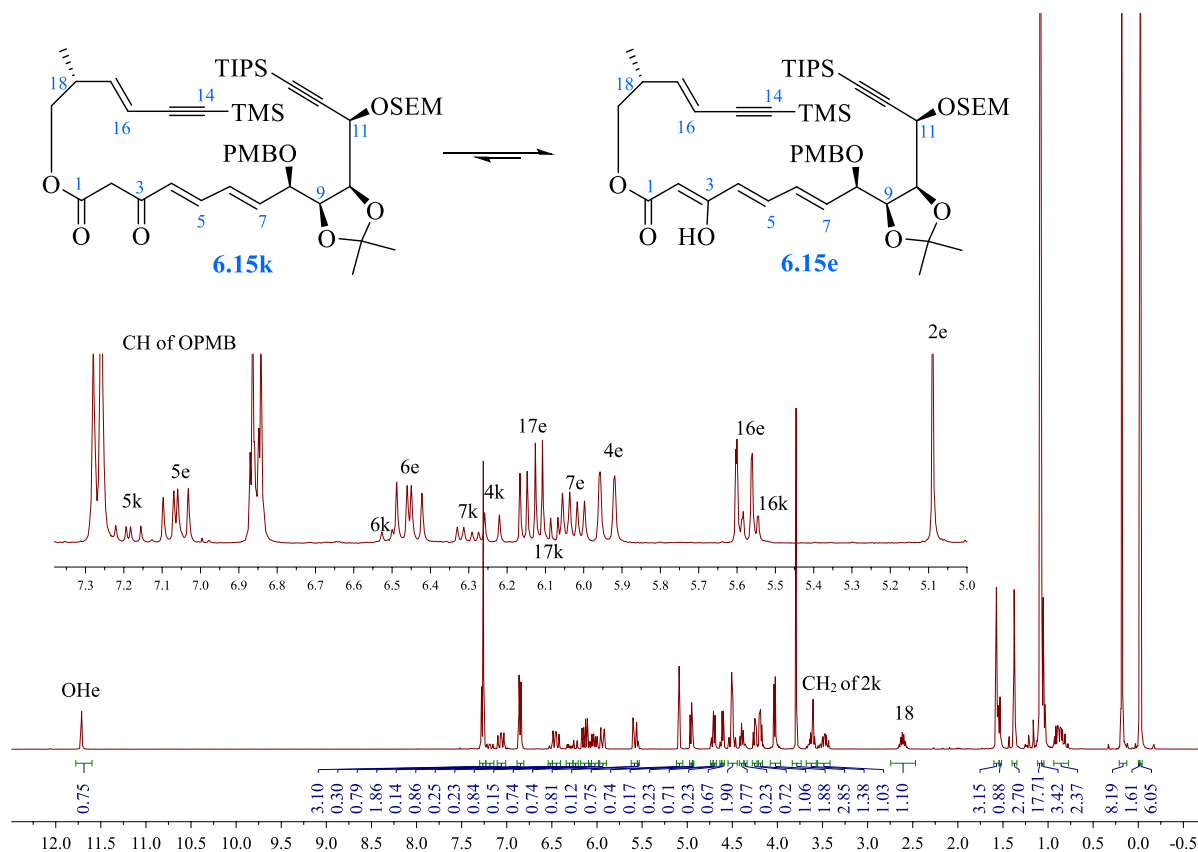 18
TIPS
14
TMS
OSEM
16
11
PMBO
1
3
9
O
5
7
O
O
O
O
6.15k
18
TIPS
14
TMS
OSEM
16
11
PMBO
1
3
9
O
5
7
O
O
HO
O
6.15e
CH of OPMB
2e
5k
5e
6k
6e
7k
4k
17e
17k
7e
4e
16e
16k
7.3 7.2 7.1 7.0 6.9 6.8 6.7 6.6 6.5 6.4 6.3 6.2 6.1 6.0 5.9 5.8 5.7 5.6 5.5 5.4 5.3 5.2 5.1 5.0
OHe
CH2 of 2k
18
0.75 3.10 0.30 0.79 1.86 0.14 0.86 0.25 0.23 0.84 0.15 0.74 0.74 0.81 0.12 0.75 0.74 0.17 0.23 0.71 0.23 0.67 1.90 0.77 0.23 0.72 1.06 1.88 2.85 1.38 1.03 1.10 3.15 0.88 2.70 17.71 3.42 2.37 8.19 1.61 6.05
12.0 11.5 11.0 10.5 10.0 9.5 9.0 8.5 8.0 7.5 7.0 6.5 6.0 5.5 5.0 4.5 4.0 3.5 3.0 2.5 2.0 1.5 1.0 0.5 0.0 -0.5